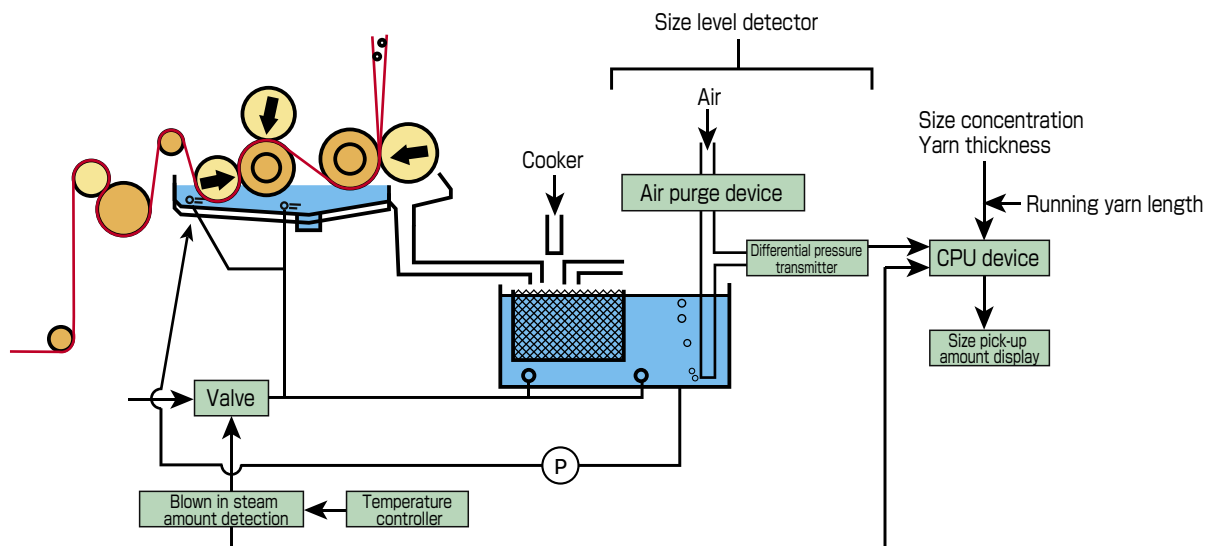 Size level detector
Air
Size concentration
Yarn thickness
Cooker
Air purge device
Running yarn length
Differential pressure
transmitter
CPU device
Size pick-up
amount display
Valve
P
Blown in steam
amount detection
Temperature
controller